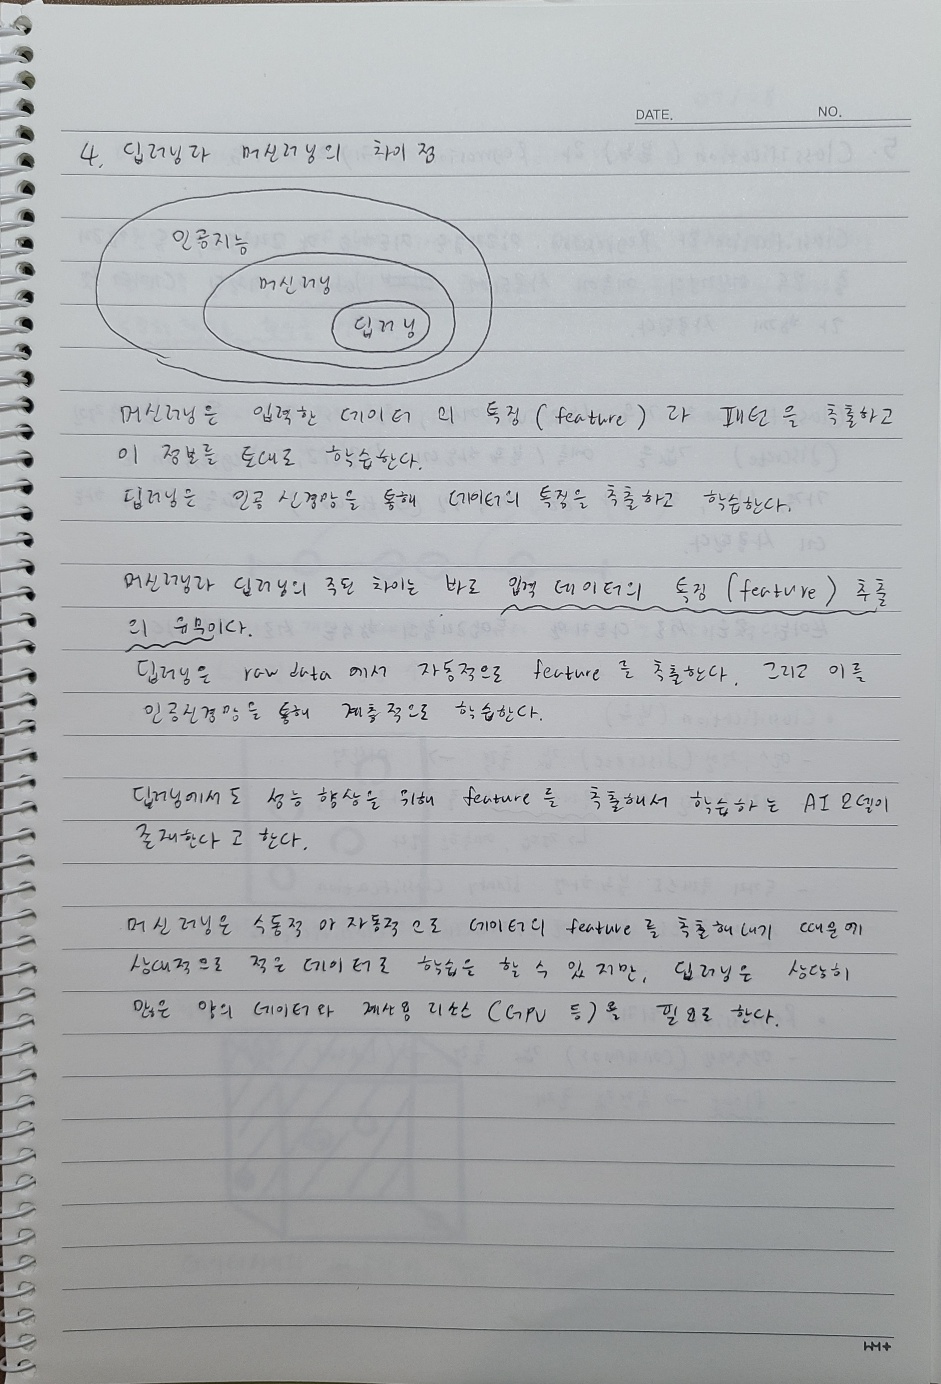 DATE.
NO.
4. 딥러닝과 머신러닝의 차이점
인공지능
머신러닝
딥러닝
머신러닝은 입력한 데이터의 특징(feature)과 패턴을 추출하고
이 정보를 토대로 학습한다.
딥러닝은 인공 신경망을 통해 데이터의 특징을 추출하고 학습한다.
머신러닝과 딥러닝의 주된 차이는 바로 입력 데이터의 특징(feature) 추출
의 유무이다.
딥러닝은 raw data에서 자동적으로 feature를 추출한다. 그리고 이를
인공신경망을 통해 계층적으로 학습한다.
딥러닝에서도 성능 향상을 위해 feature를 추출해서 학습하는 AI모델이
존재한다고 한다.
머신러닝은 수동적 아 자동적으로 데이터의 feature를 추출해내기 때문에
상대적으로 적은 데이터로 학습을 할 수 있지만, 딥러닝은 상당히
많은 양의 데이터와 계산용 리소스(GPU 등)을 필요로 한다.